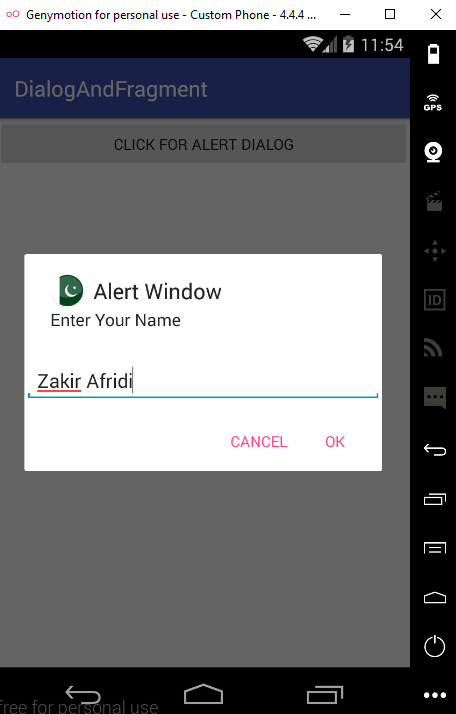 Genymotion for personal use - Custom Phone - 4.4.4 ...
11:54
GPS
DialogAndFragment
CLICK FOR ALERT DIALOG
ID
Alert Window
Enter Your Name
Zakir Afridi
CANCEL
OK
free for personal use